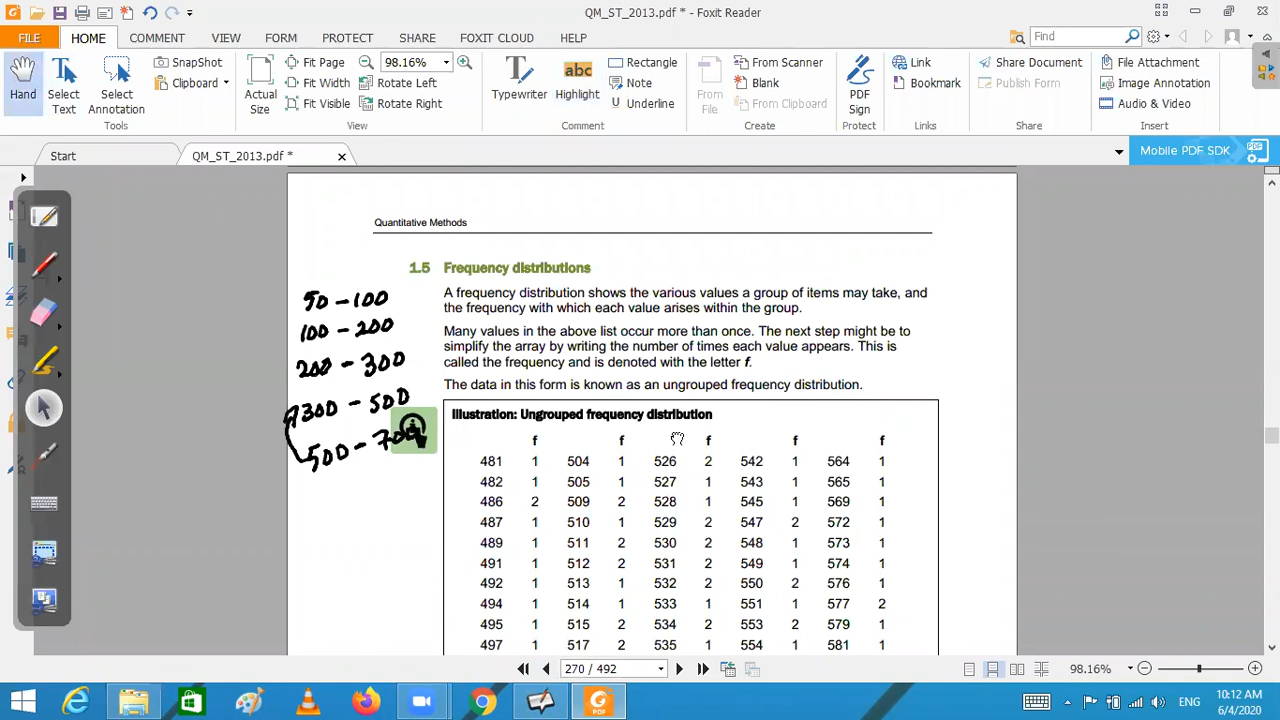 QM_ST_2013.pdf * - Foxit Reader
FILE HOME COMMENT VIEW FORM PROTECT SHARE FOXIT CLOUD HELP Find
Hand Select Text Select Annotation SnapShot Clipboard Tools
Actual Size Fit Page Fit Width Fit Visible 98.16% Rotate Left Rotate Right View
Typewriter abc Highlight Rectangle Note Underline Comment
From File From Scanner Blank From Clipboard Create
PDF Sign Protect
Link Bookmark Links
Share Document Publish Form Share
File Attachment Image Annotation Audio & Video Insert
Start QM_ST_2013.pdf * Mobile PDF SDK
Quantitative Methods
1.5 Frequency distributions
A frequency distribution shows the various values a group of items may take, and
the frequency with which each value arises within the group.
Many values in the above list occur more than once. The next step might be to
simplify the array by writing the number of times each value appears. This is
called the frequency and is denoted with the letter f.
The data in this form is known as an ungrouped frequency distribution.
50 - 100
100 - 200
200 - 300
300 - 500
500 - 700
Illustration: Ungrouped frequency distribution
f f f f f
481 1 504 1 526 2 542 1 564 1
482 1 505 1 527 1 543 1 565 1
486 2 509 2 528 1 545 1 569 1
487 1 510 1 529 2 547 2 572 1
489 1 511 2 530 2 548 1 573 1
491 1 512 2 531 2 549 1 574 1
492 1 513 1 532 2 550 2 576 1
494 1 514 1 533 1 551 1 577 2
495 1 515 2 534 2 553 2 579 1
497 1 517 2 535 1 554 1 581 1
270 / 492 98.16%
ENG 10:12 AM
6/4/2020